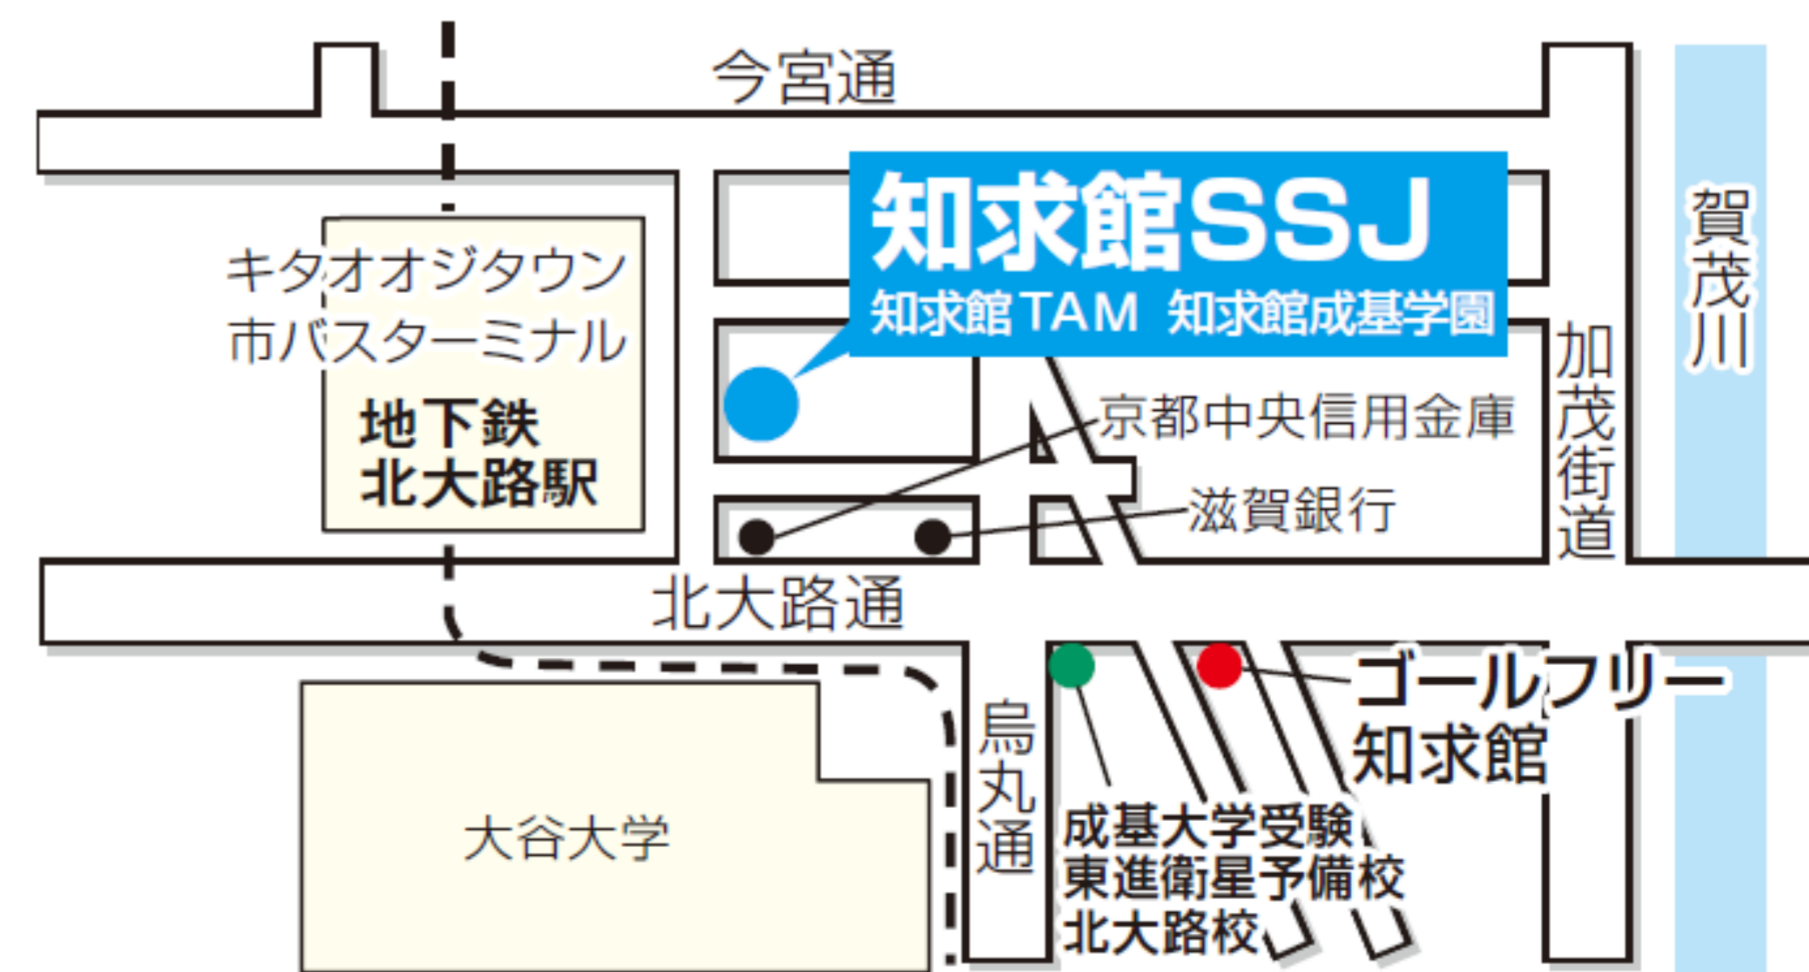 今宮通
知求館SSJ
知求館TAM 知求館成基学園
賀茂川
キタオオジタウン
市バスターミナル
地下鉄
北大路駅
加茂街道
京都中央信用金庫
滋賀銀行
北大路通
ゴールフリー
知求館
烏丸通
大谷大学
成基大学受験
東進衛星予備校
北大路校